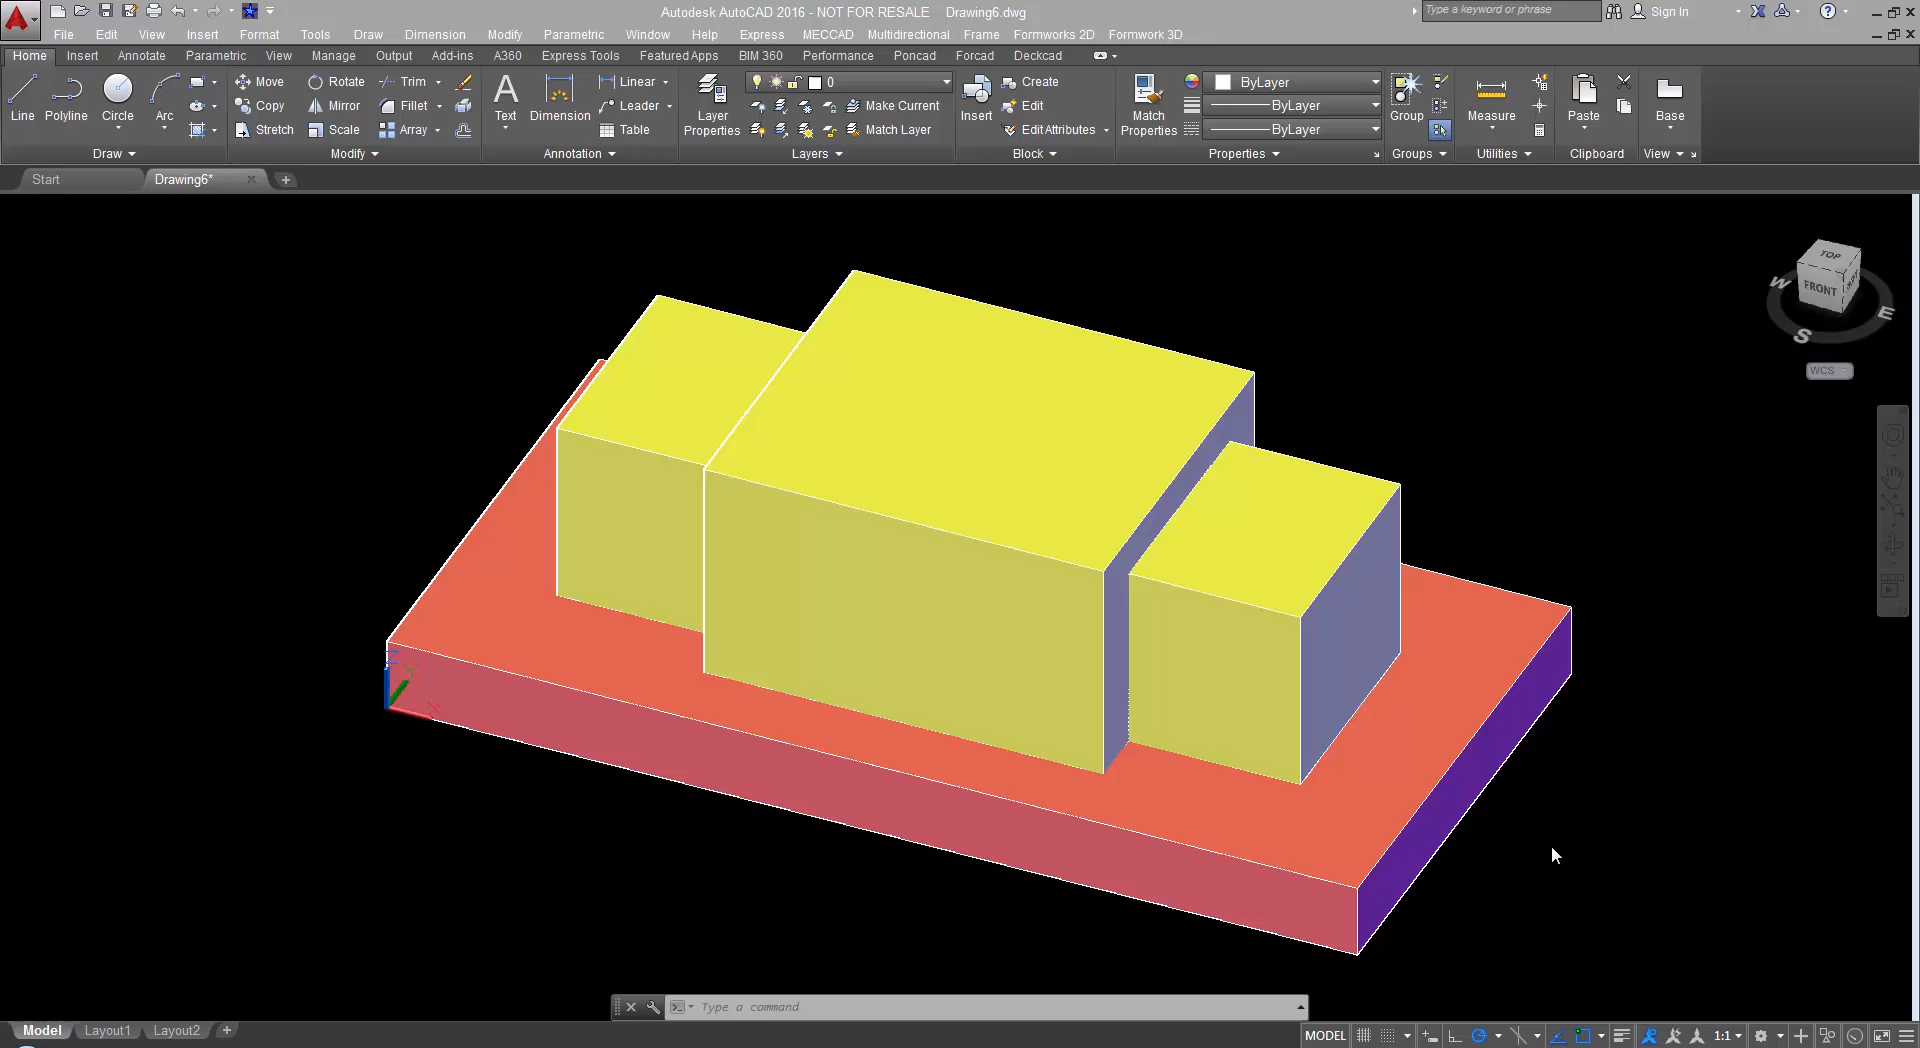 Autodesk AutoCAD 2016 - NOT FOR RESALE Drawing6.dwg
Type a keyword or phrase
Sign In
File Edit View Insert Format Tools Draw Dimension Modify Parametric Window Help Express MECCAD Multidirectional Frame Formworks 2D Formwork 3D
Home Insert Annotate Parametric View Manage Output Add-ins A360 Express Tools Featured Apps BIM 360 Performance Poncad Forcad Deckcad
Move Rotate Trim Linear 0 Create ByLayer
Copy Mirror Fillet Leader Make Current Edit ByLayer
Line Polyline Circle Arc Text Dimension Layer Properties Insert Match Properties Group Measure Paste Base
Stretch Scale Array Table Match Layer Edit Attributes ByLayer
Draw Modify Annotation Layers Block Properties Groups Utilities Clipboard View
Start Drawing6*
TOP
FRONT
W
E
S
WCS
Z
Y
X
Type a command
Model Layout1 Layout2
MODEL 1:1